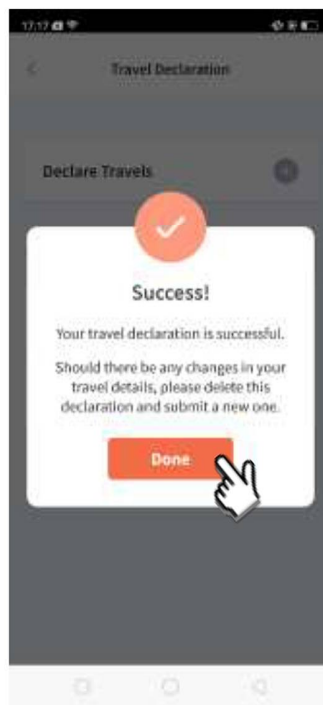 17:17
Travel Declaration
Declare Travels
Success!
Your travel declaration is successful.
Should there be any changes in your
travel details, please delete this
declaration and submit a new one.
Done